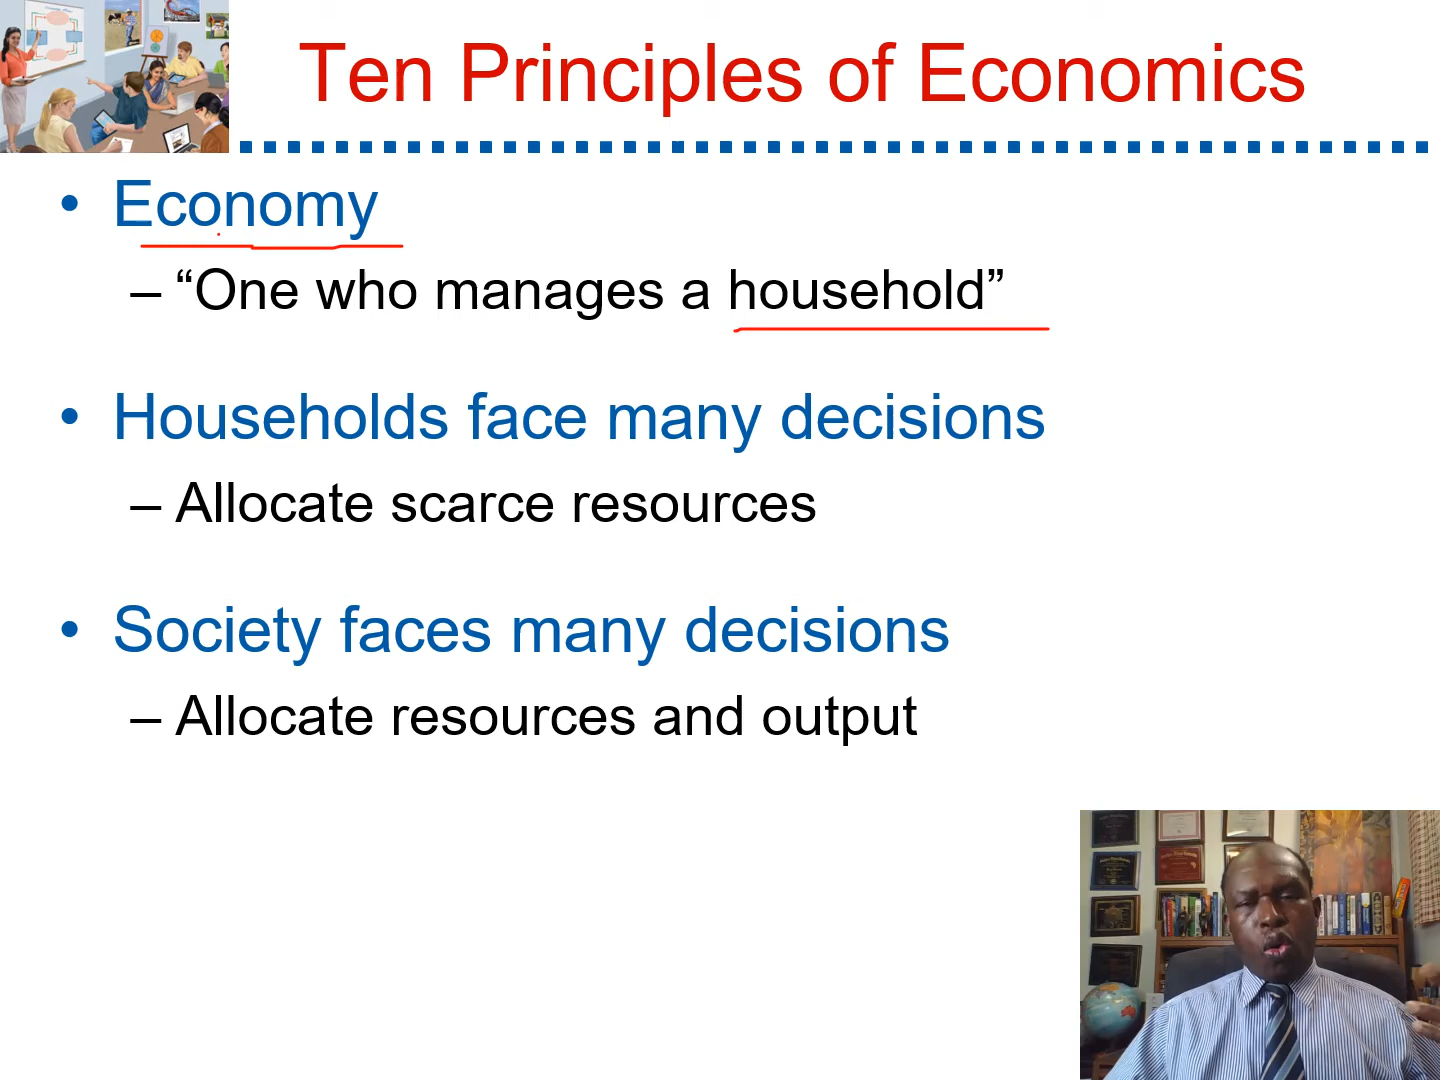 Ten Principles of Economics
• Economy
– “One who manages a household”
• Households face many decisions
– Allocate scarce resources
• Society faces many decisions
– Allocate resources and output